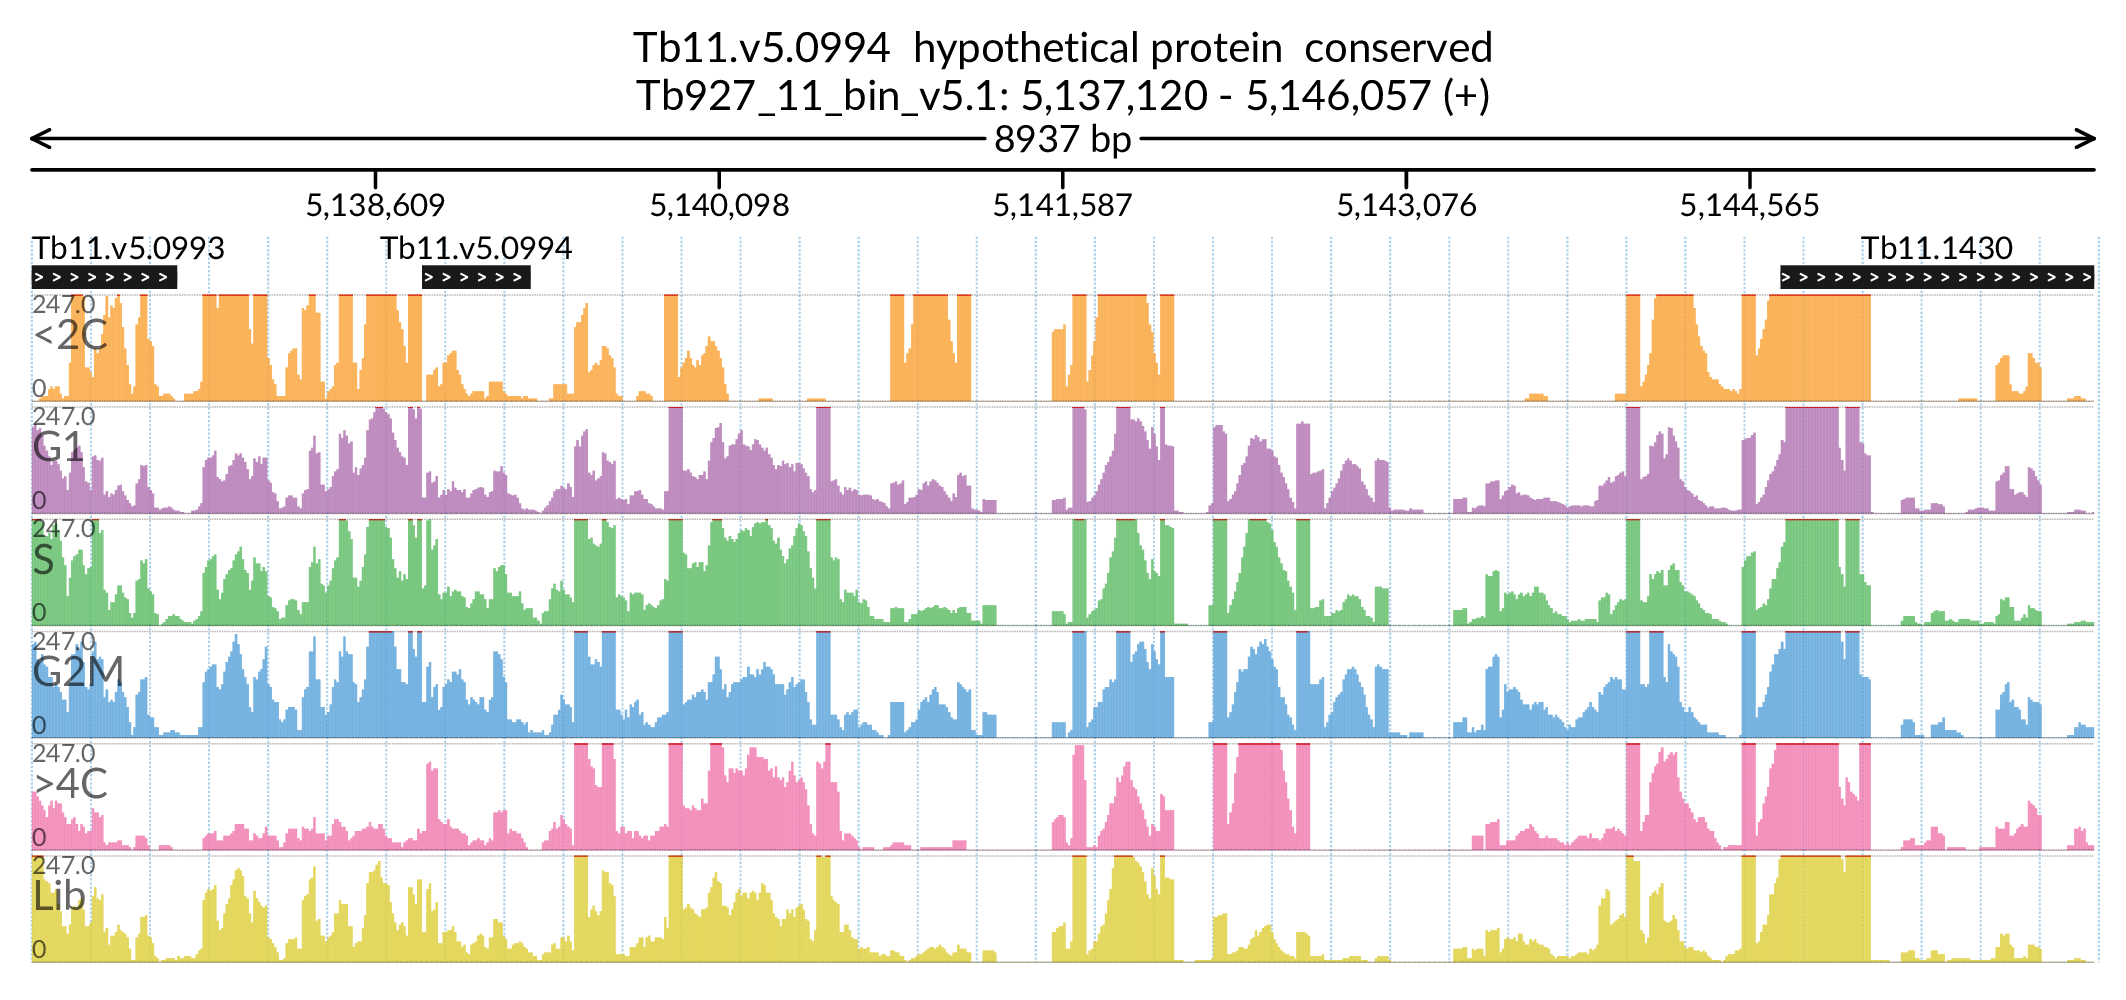 Tb11.v5.0994  hypothetical protein  conserved
Tb927_11_bin_v5.1: 5,137,120 - 5,146,057 (+)
8937 bp
5,138,609 5,140,098 5,141,587 5,143,076 5,144,565
Tb11.v5.0993 Tb11.v5.0994 Tb11.1430
247.0
<2C
0
247.0
G1
0
247.0
S
0
247.0
G2M
0
247.0
>4C
0
247.0
Lib
0